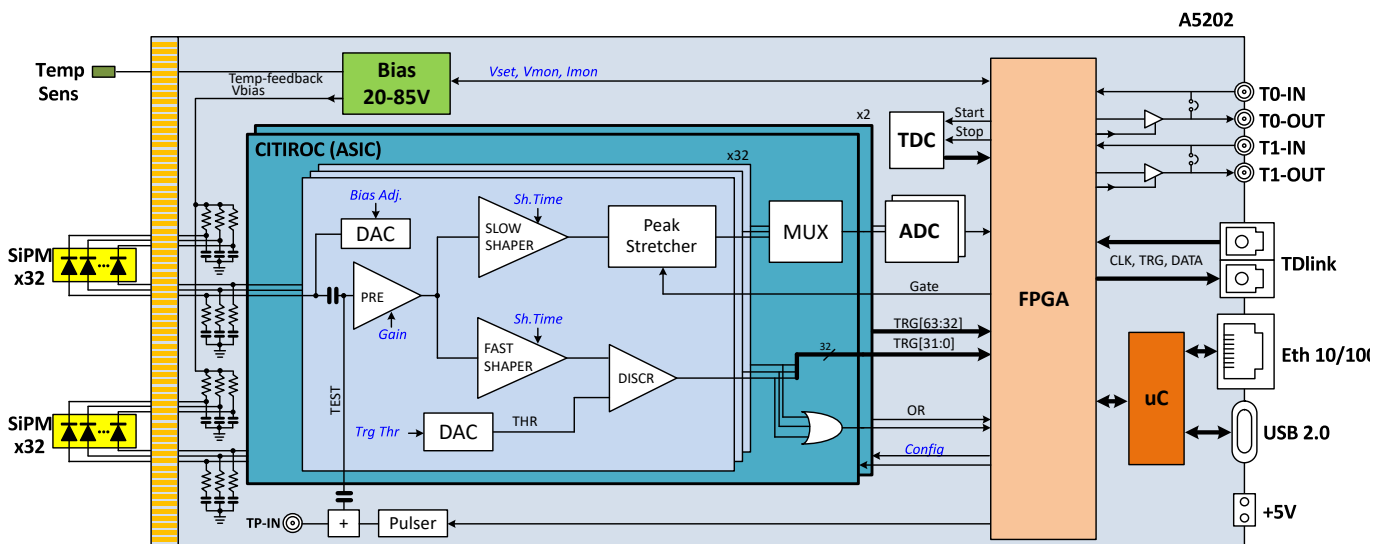 A5202
Temp
Sens
Temp-feedback
Vbias
Bias
20-85V
Vset, Vmon, Imon
T0-IN
T0-OUT
T1-IN
T1-OUT
x2
Start
Stop
TDC
CITIROC (ASIC)
x32
Bias Adj.
DAC
Sh.Time
SLOW
SHAPER
Peak
Stretcher
MUX
ADC
FPGA
SiPM
x32
PRE
Gain
Gate
CLK, TRG, DATA
TDlink
Sh.Time
FAST
SHAPER
DISCR
TRG[63:32]
TRG[31:0]
32
Eth 10/100
uC
TEST
Trg Thr
DAC
THR
OR
Config
SiPM
x32
USB 2.0
TP-IN
+
Pulser
+5V